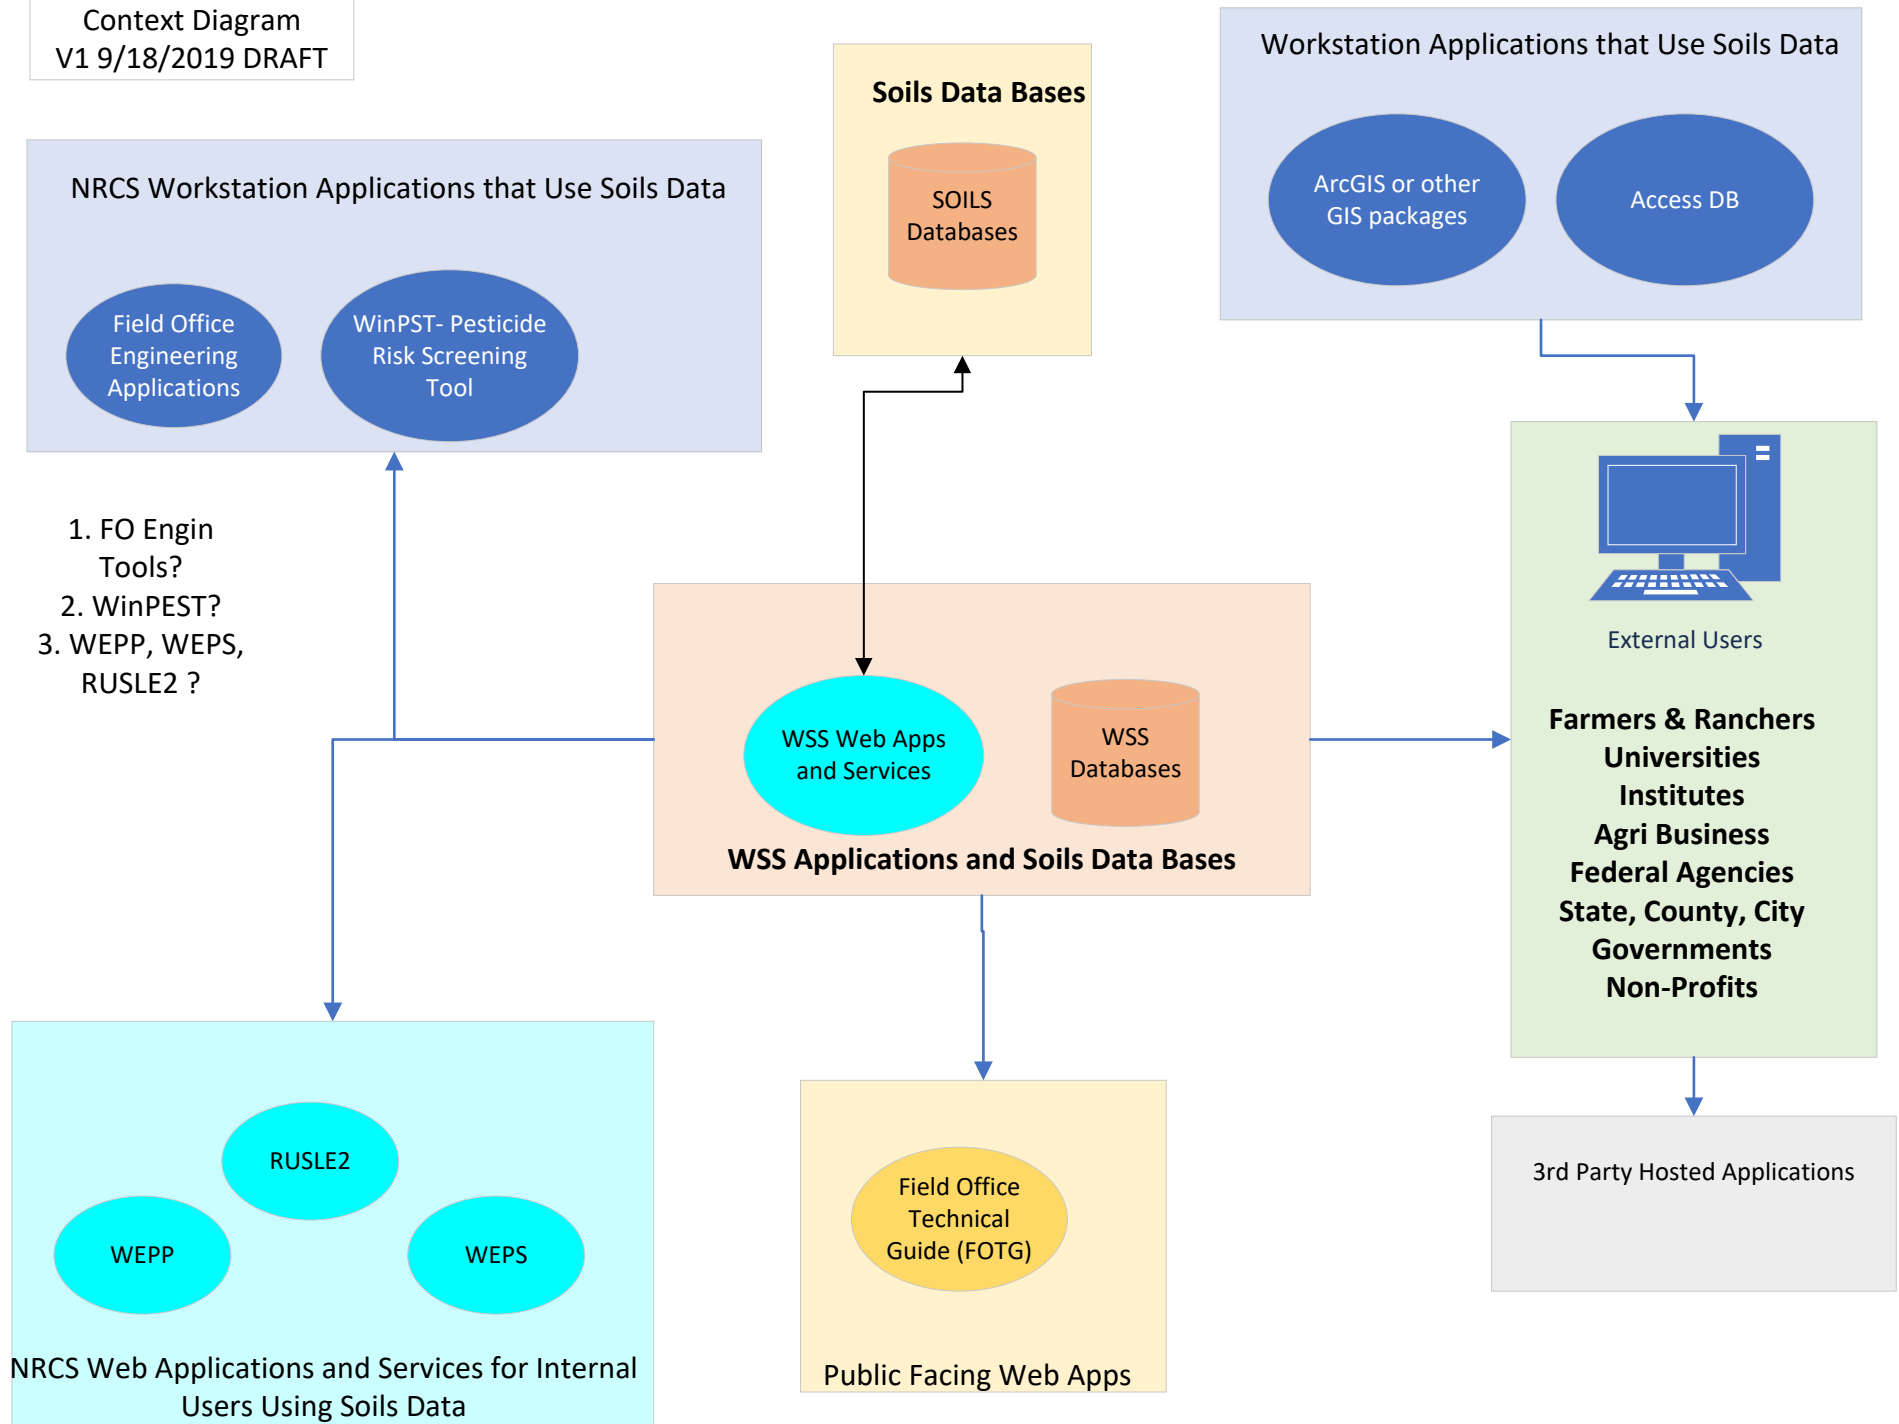 Context Diagram
V1 9/18/2019 DRAFT
Soils Data Bases
SOILS
Databases
Workstation Applications that Use Soils Data
ArcGIS or other
GIS packages
Access DB
NRCS Workstation Applications that Use Soils Data
Field Office
Engineering
Applications
WinPST- Pesticide
Risk Screening
Tool
1. FO Engin
Tools?
2. WinPEST?
3. WEPP, WEPS,
RUSLE2 ?
WSS Web Apps
and Services
WSS
Databases
WSS Applications and Soils Data Bases
External Users
Farmers & Ranchers
Universities
Institutes
Agri Business
Federal Agencies
State, County, City
Governments
Non-Profits
RUSLE2
WEPP
WEPS
NRCS Web Applications and Services for Internal
Users Using Soils Data
Field Office
Technical
Guide (FOTG)
Public Facing Web Apps
3rd Party Hosted Applications